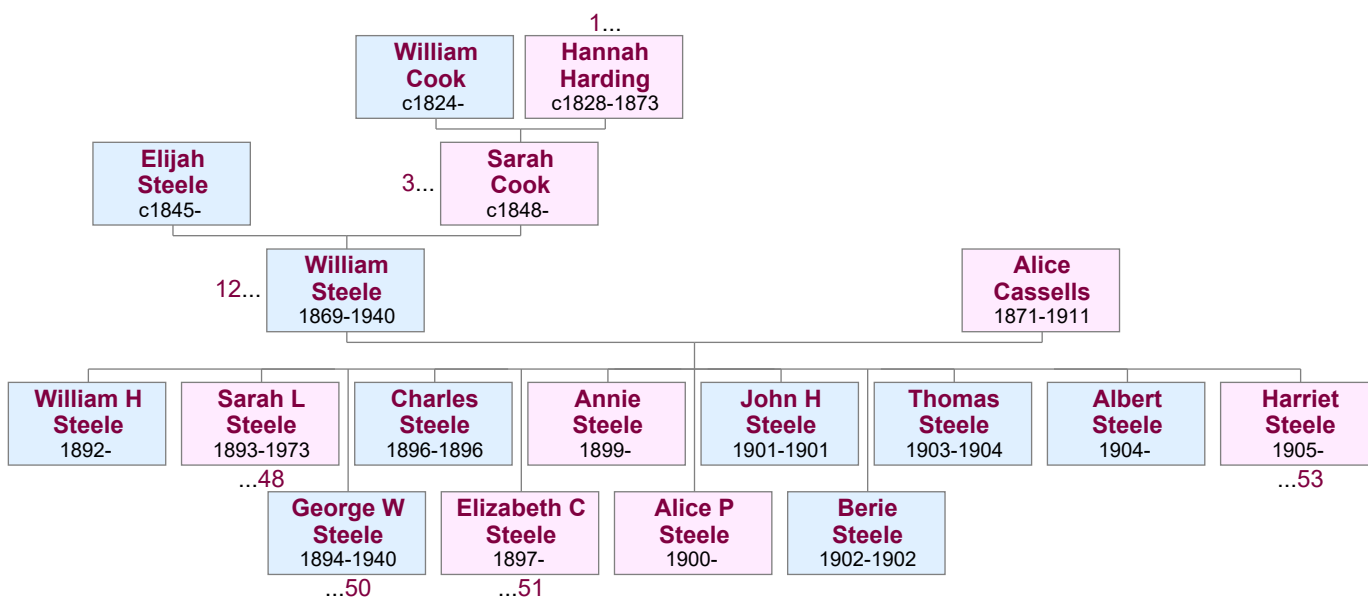 1...
William
Cook
c1824-
Hannah
Harding
c1828-1873
Elijah
Steele
c1845-
3...
Sarah
Cook
c1848-
12...
William
Steele
1869-1940
Alice
Cassells
1871-1911
William H
Steele
1892-
Sarah L
Steele
1893-1973
...48
Charles
Steele
1896-1896
Annie
Steele
1899-
John H
Steele
1901-1901
Thomas
Steele
1903-1904
Albert
Steele
1904-
Harriet
Steele
1905-
...53
George W
Steele
1894-1940
...50
Elizabeth C
Steele
1897-
...51
Alice P
Steele
1900-
Berie
Steele
1902-1902